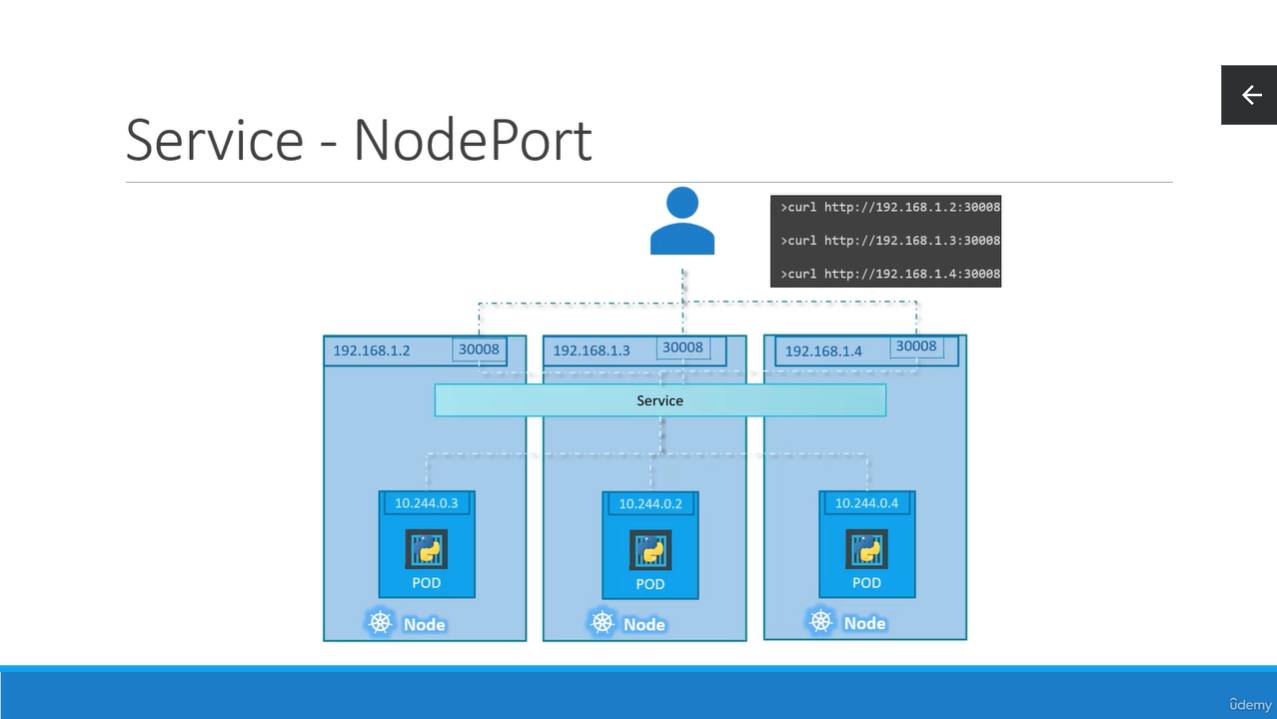 Service - NodePort
>curl http://192.168.1.2:30008
>curl http://192.168.1.3:30008
>curl http://192.168.1.4:30008
192.168.1.2 30008
192.168.1.3 30008
192.168.1.4 30008
Service
10.244.0.3
10.244.0.2
10.244.0.4
POD
POD
POD
Node
Node
Node
ûdemy